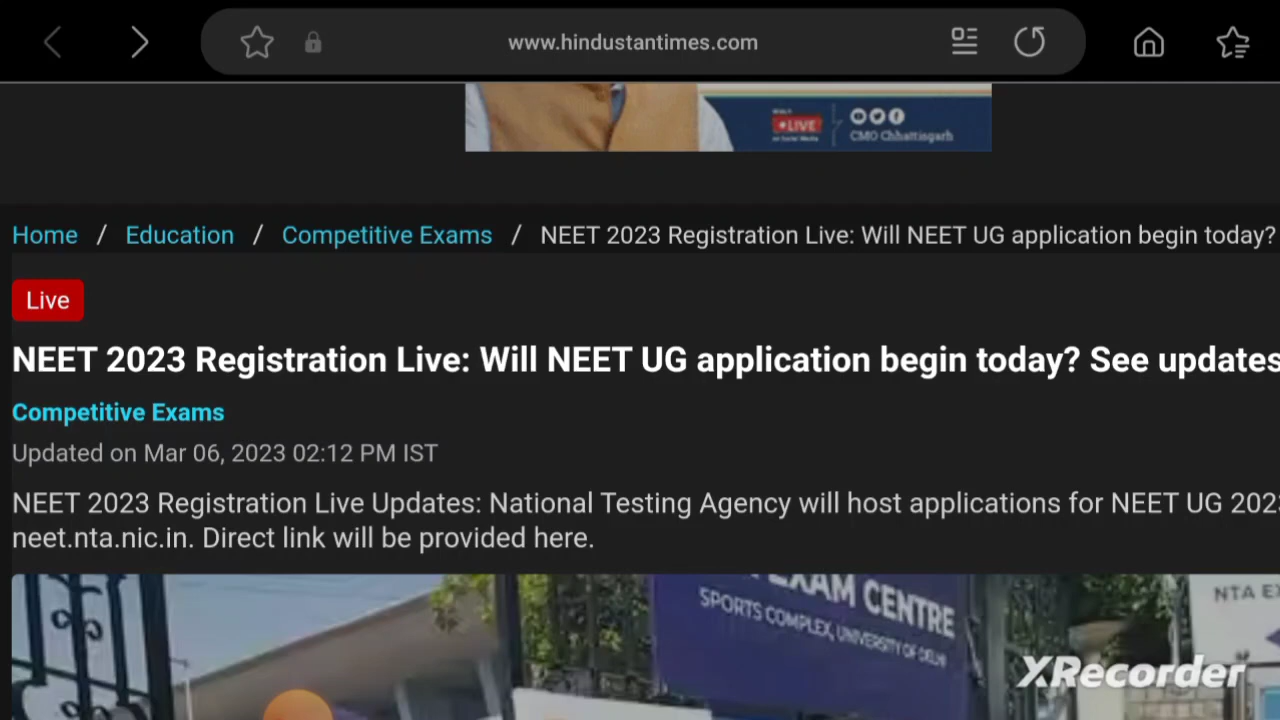 www.hindustantimes.com
LIVE
CMO Chhattisgarh
Home / Education / Competitive Exams / NEET 2023 Registration Live: Will NEET UG application begin today?
Live
NEET 2023 Registration Live: Will NEET UG application begin today? See updates
Competitive Exams
Updated on Mar 06, 2023 02:12 PM IST
NEET 2023 Registration Live Updates: National Testing Agency will host applications for NEET UG 202
neet.nta.nic.in. Direct link will be provided here.
EXAM CENTRE
SPORTS COMPLEX, UNIVERSITY OF DELHI
NTA EX
XRecorder